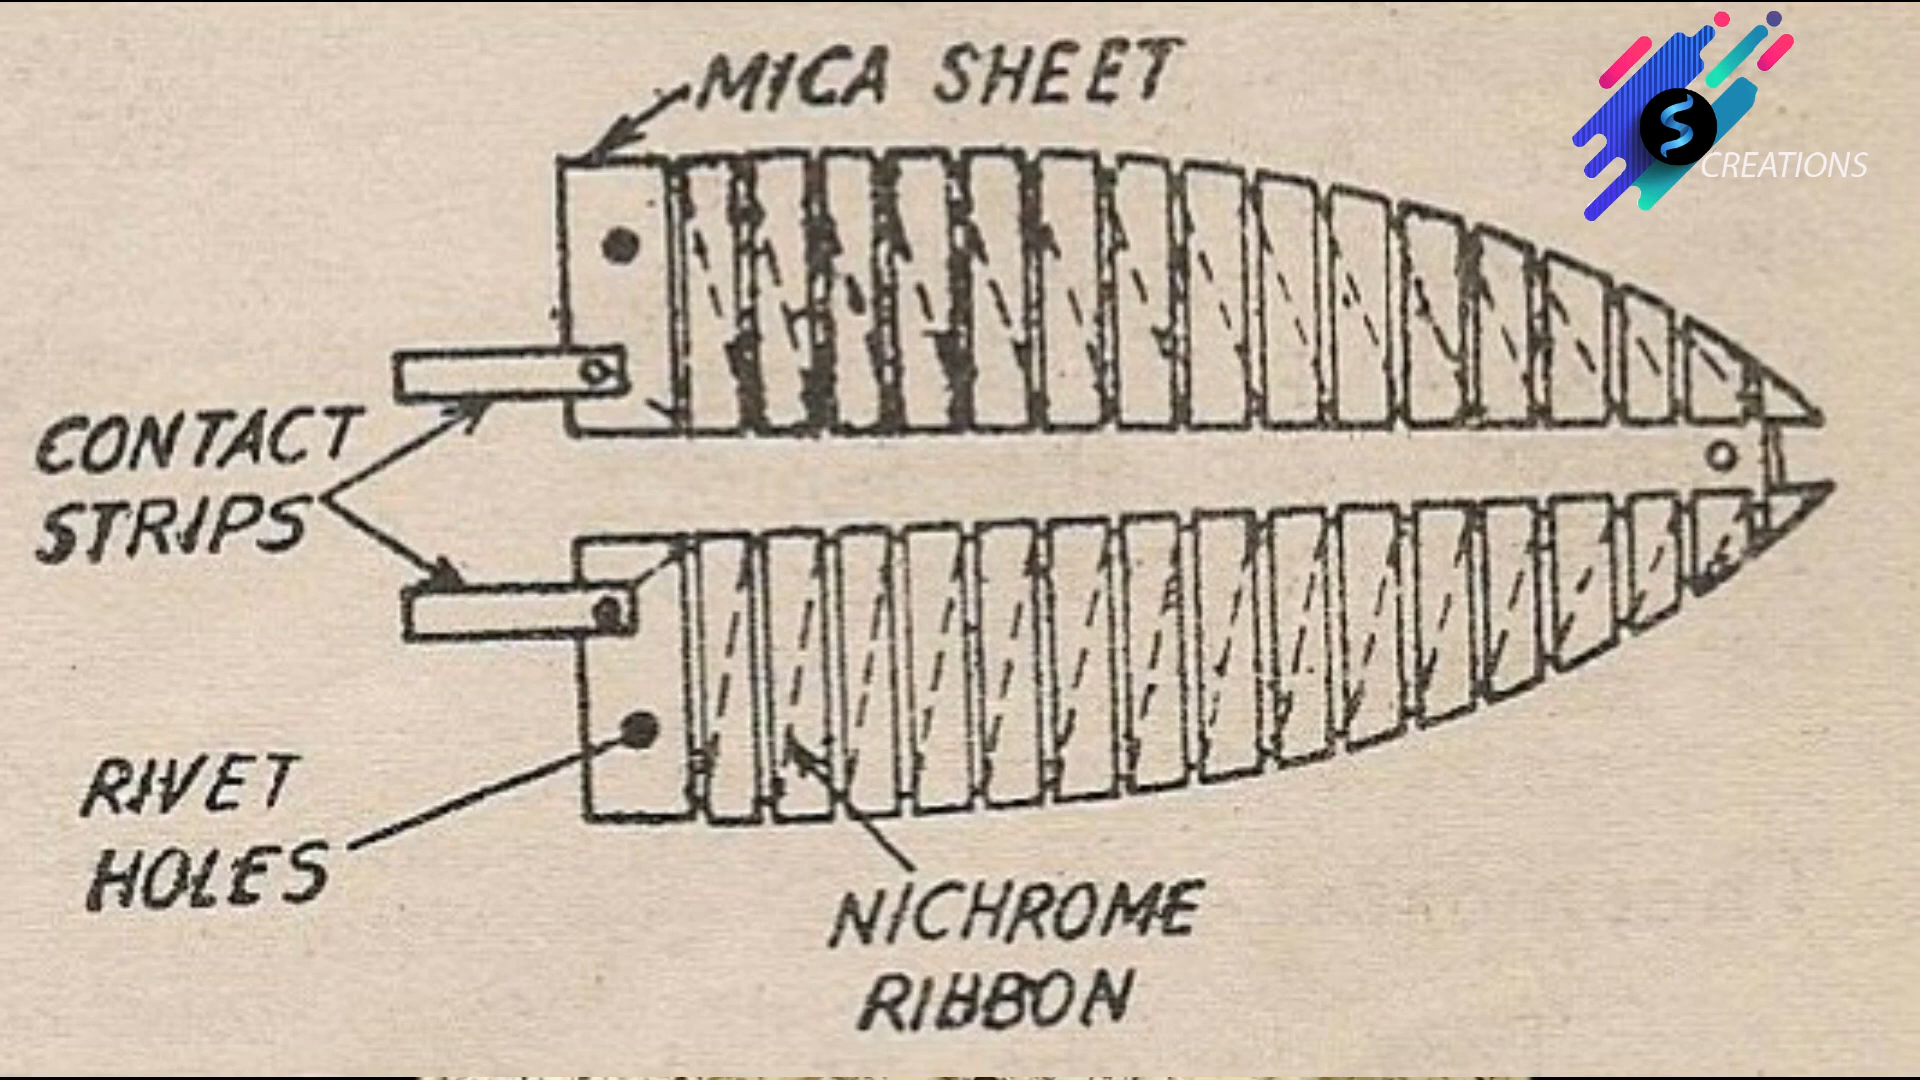 MICA SHEET
CREATIONS
CONTACT
STRIPS
RIVET
HOLES
NICHROME
RIBBON